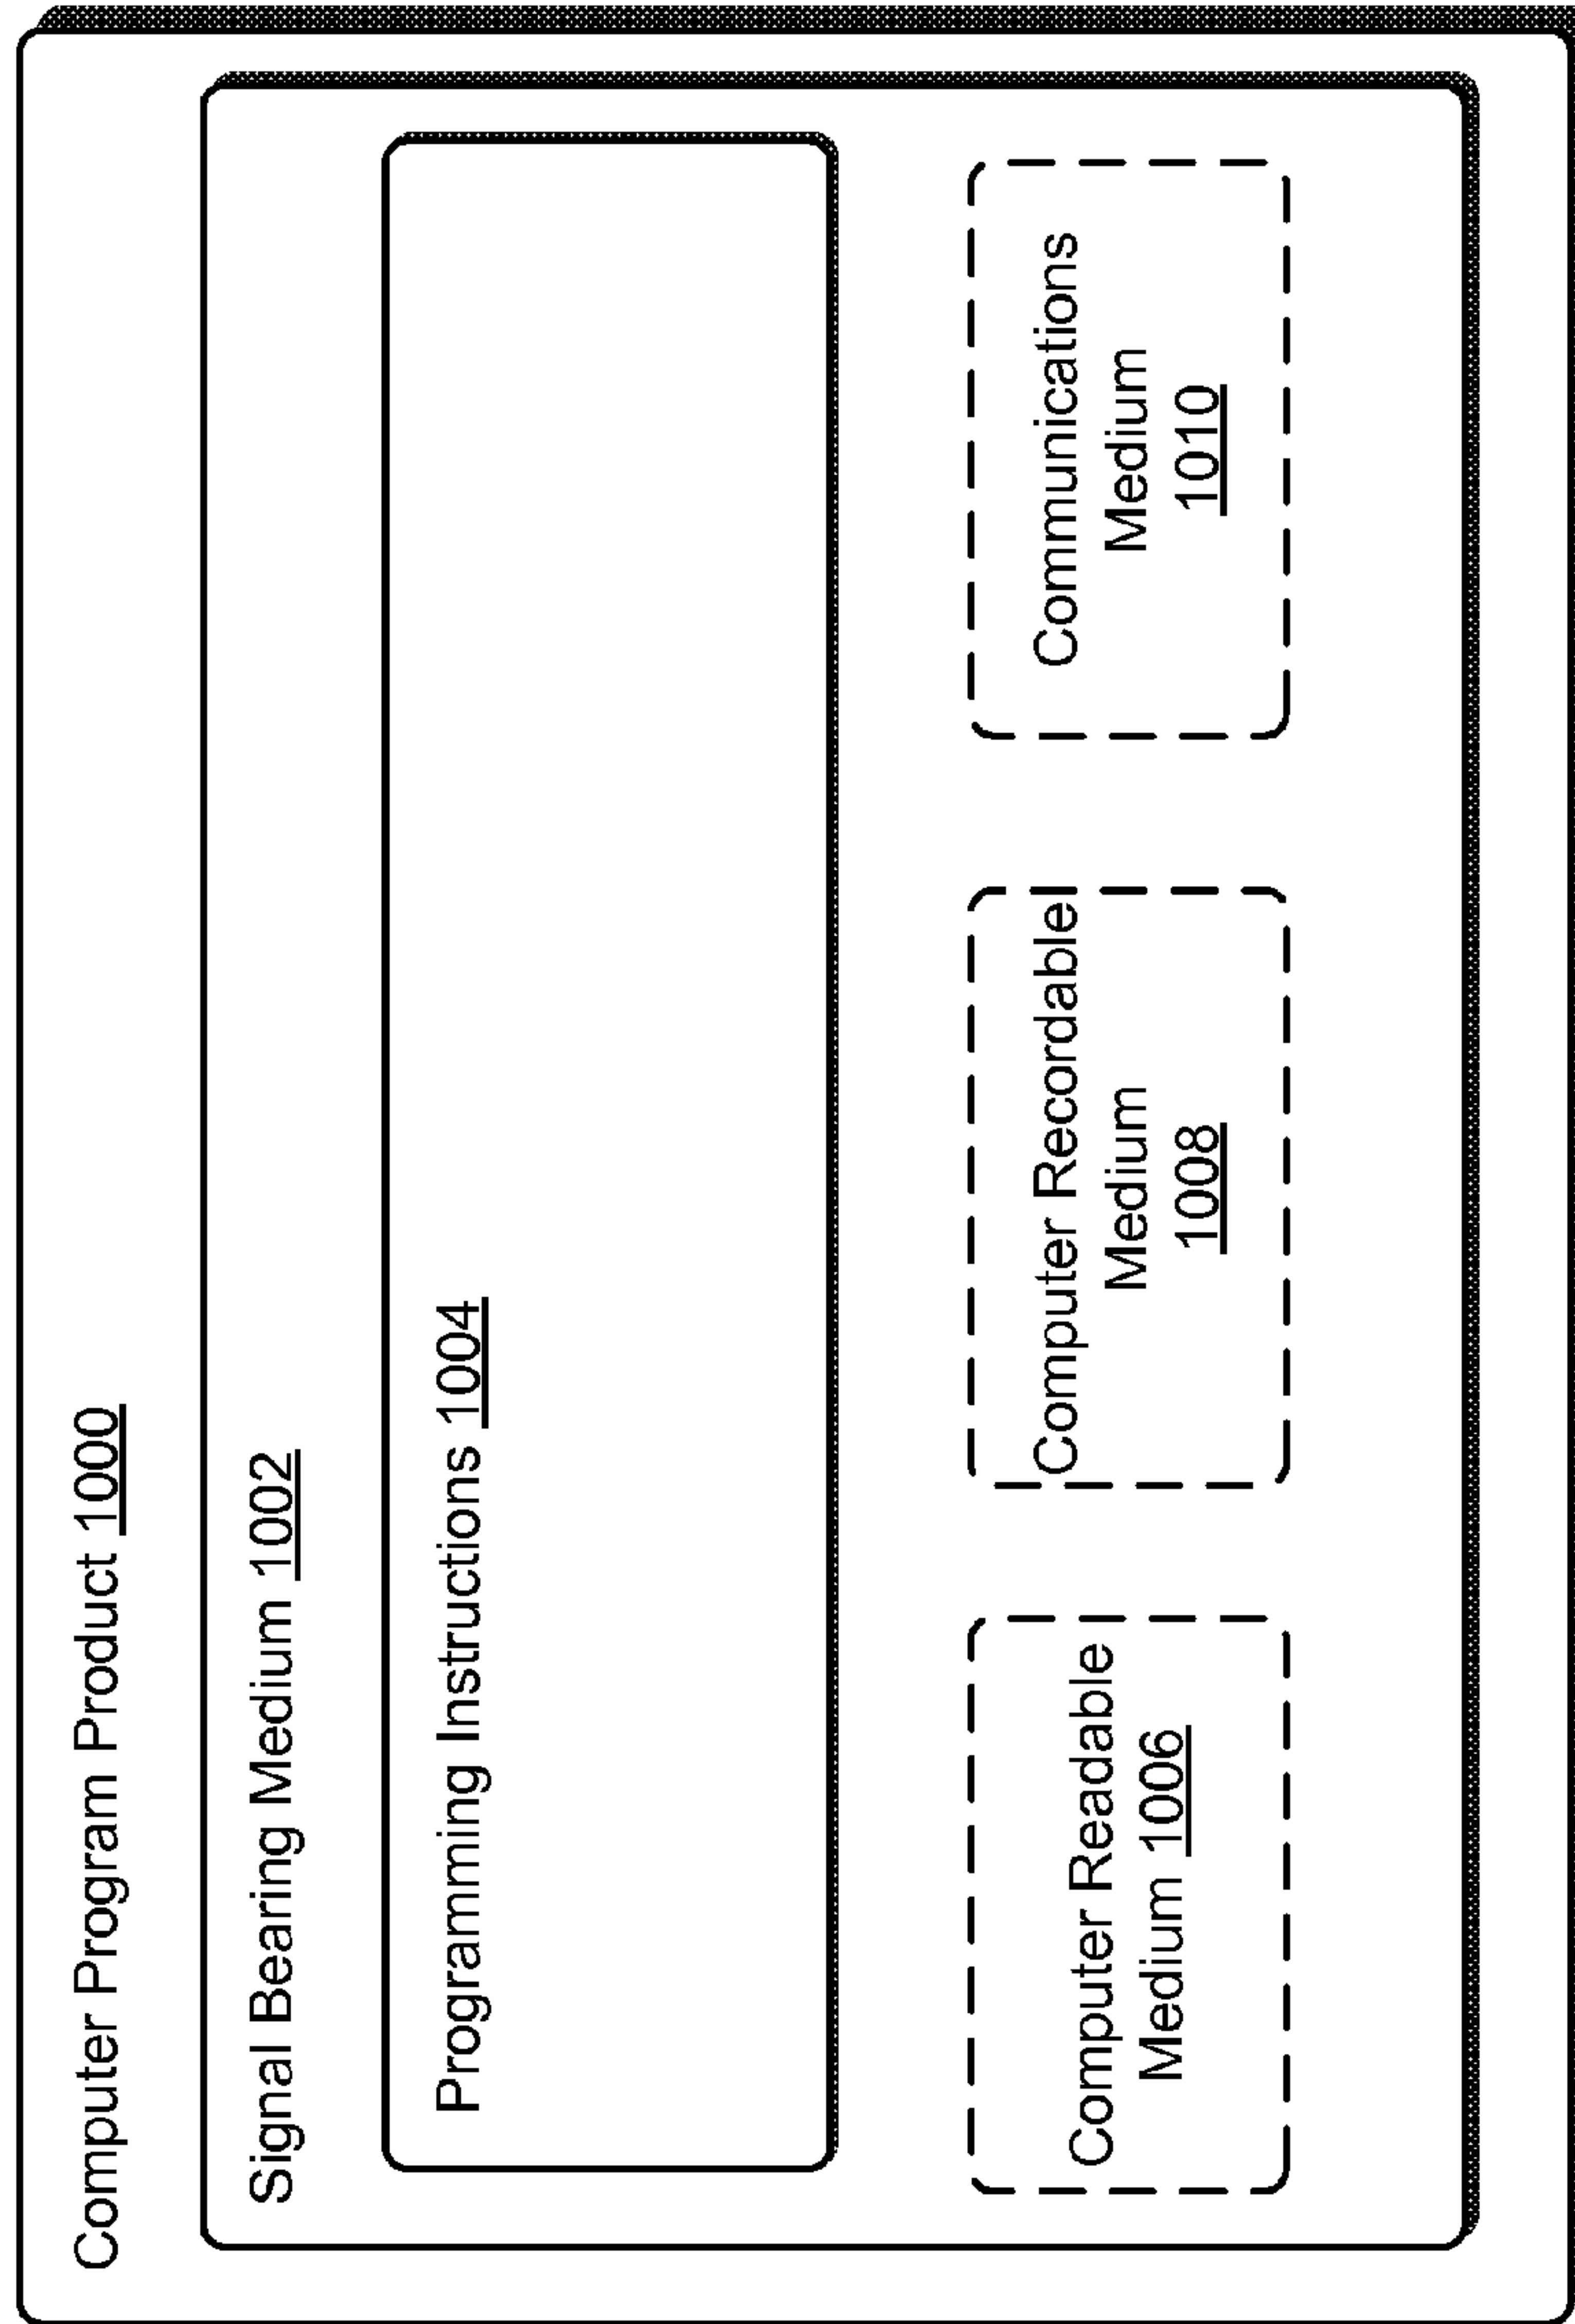 Computer Program Product 1000
Signal Bearing Medium 1002
Programming Instructions 1004
Computer Readable
Medium 1006
Computer Recordable
Medium
1008
Communications
Medium
1010